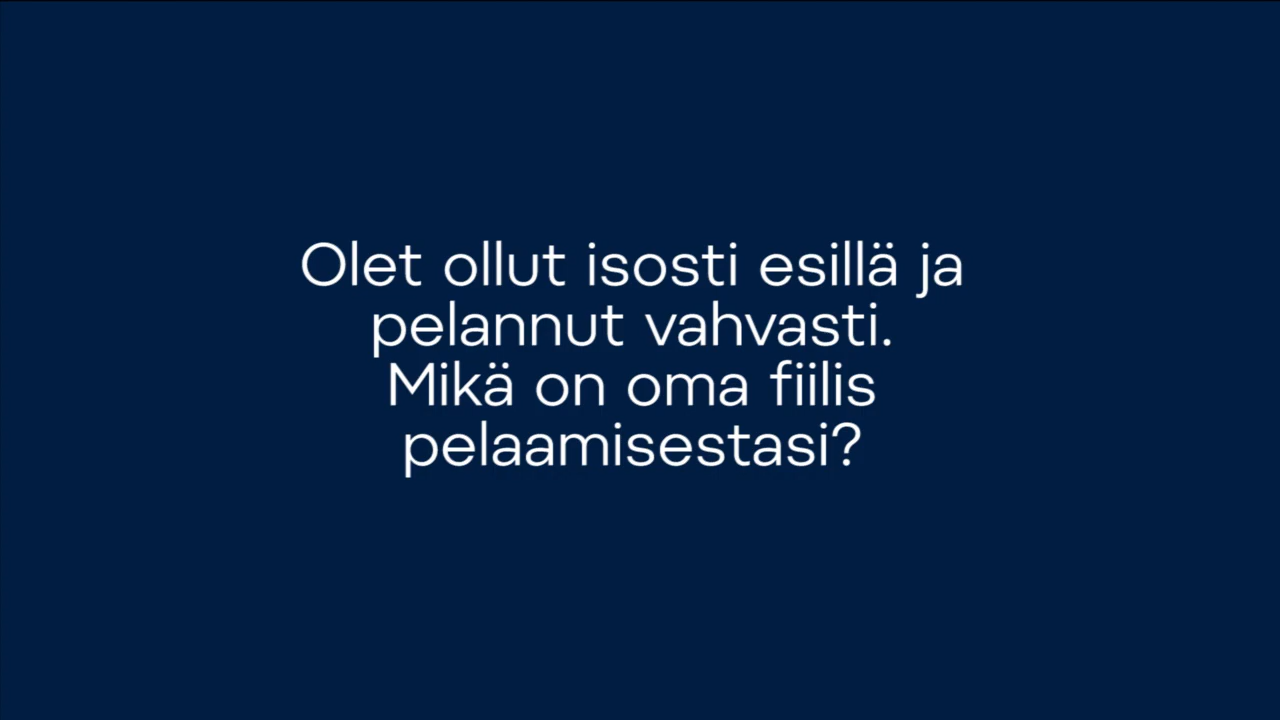 Olet ollut isosti esillä ja
pelannut vahvasti.
Mikä on oma fiilis
pelaamisestasi?